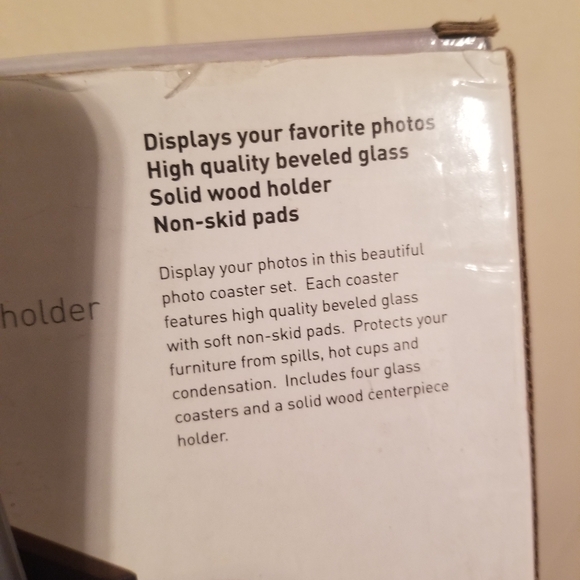 Displays your favorite photos
High quality beveled glass
Solid wood holder
Non-skid pads
Display your photos in this beautiful
photo coaster set. Each coaster
features high quality beveled glass
with soft non-skid pads. Protects your
furniture from spills, hot cups and
condensation. Includes four glass
coasters and a solid wood centerpiece
holder.
holder